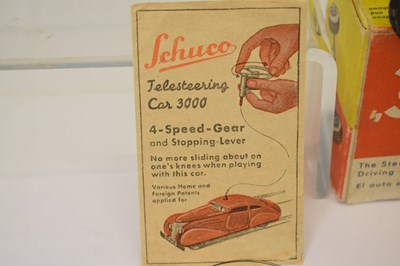 Schuco
Telesteering
Car 3000
4-Speed-Gear
and Stopping-Lever
No more sliding about on
one's knees when playing
with this car.
Various Home and
Foreign Patents
applied for
The Stee
Driving
El auto